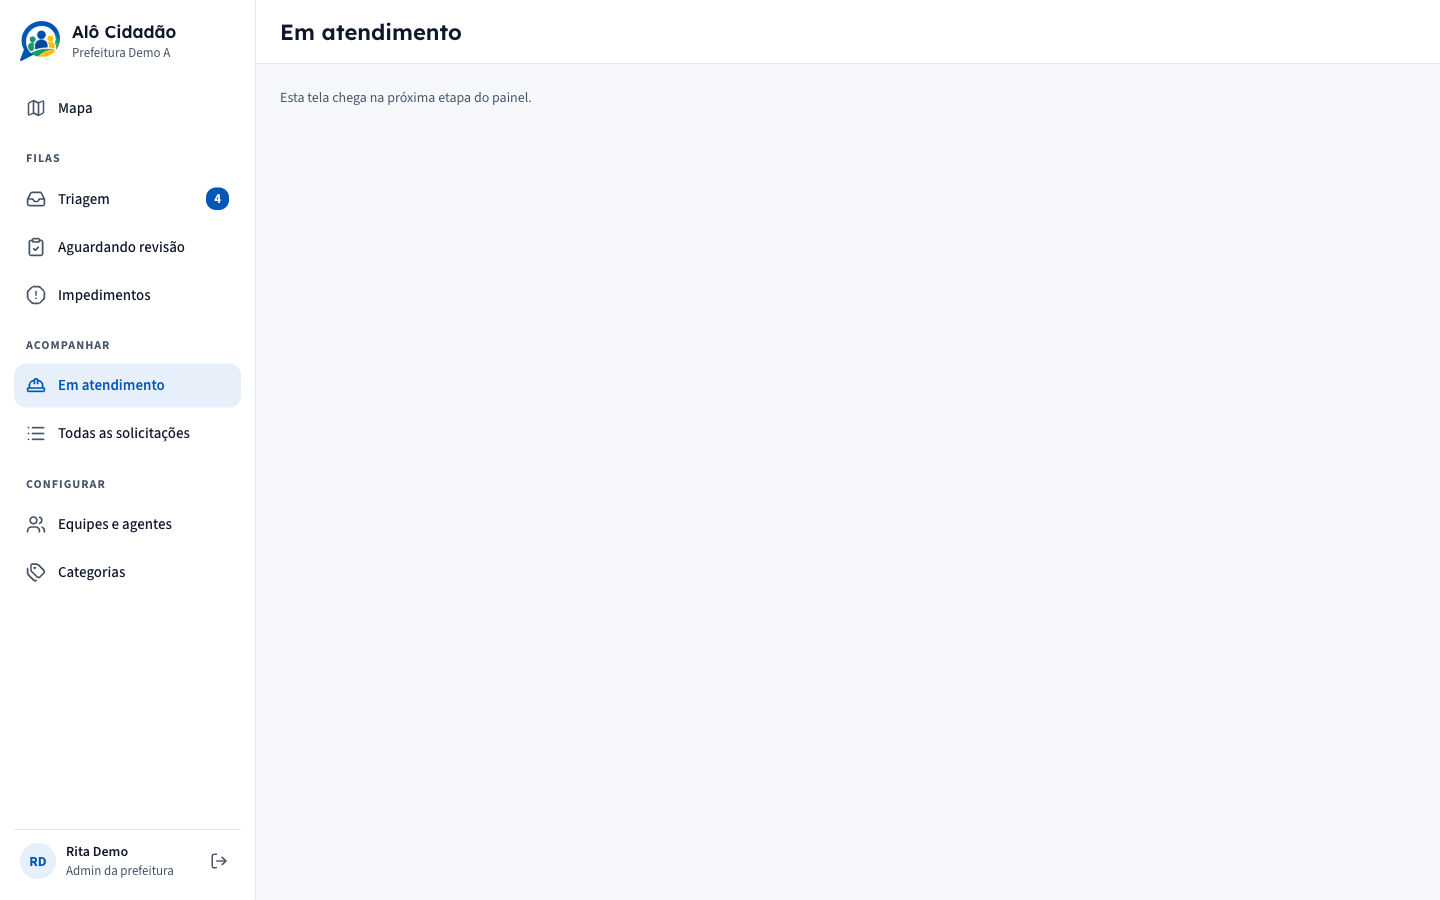 Alô Cidadão
Prefeitura Demo A
Mapa
FILAS
Triagem 4
Aguardando revisão
Impedimentos
ACOMPANHAR
Em atendimento
Todas as solicitações
CONFIGURAR
Equipes e agentes
Categorias
RD
Rita Demo
Admin da prefeitura
Em atendimento
Esta tela chega na próxima etapa do painel.